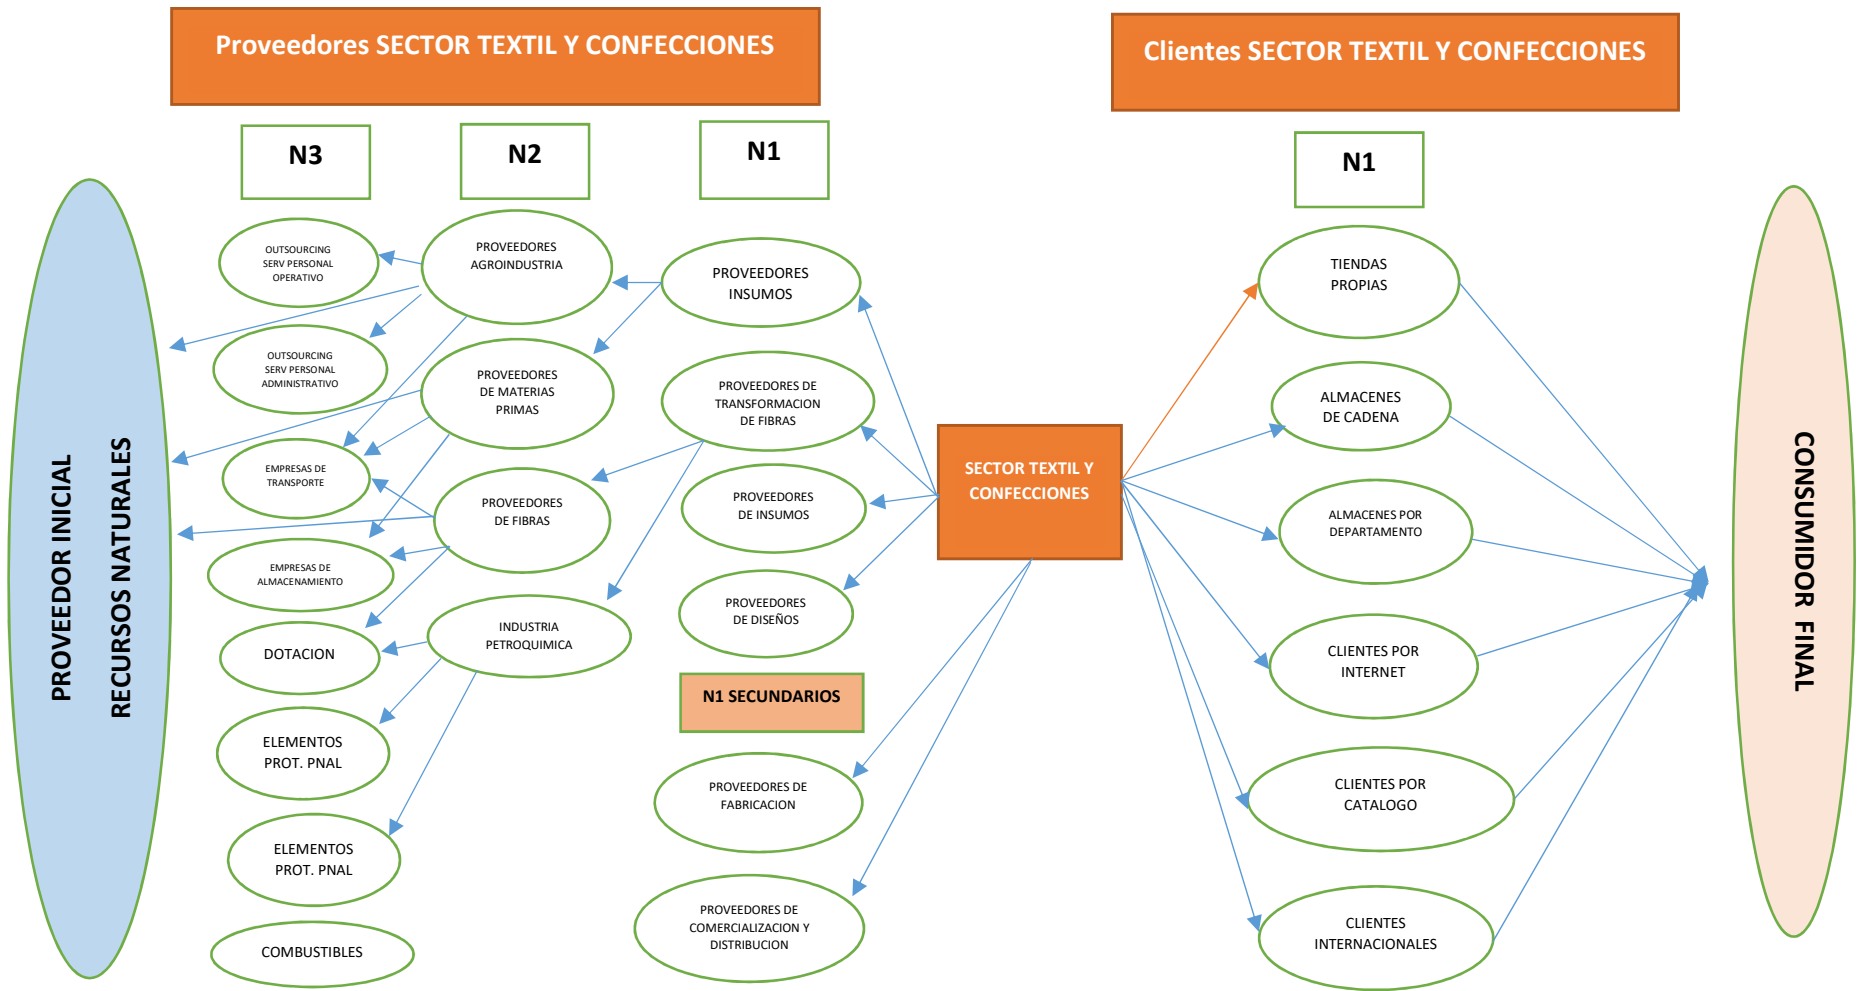 Proveedores SECTOR TEXTIL Y CONFECCIONES
Clientes SECTOR TEXTIL Y CONFECCIONES
N3
N2
N1
N1
PROVEEDOR INICIAL
RECURSOS NATURALES
OUTSOURCING
SERV PERSONAL
OPERATIVO
OUTSOURCING
SERV PERSONAL
ADMINISTRATIVO
EMPRESAS DE
TRANSPORTE
EMPRESAS DE
ALMACENAMIENTO
DOTACION
ELEMENTOS
PROT. PNAL
ELEMENTOS
PROT. PNAL
COMBUSTIBLES
PROVEEDORES
AGROINDUSTRIA
PROVEEDORES
DE MATERIAS
PRIMAS
PROVEEDORES
DE FIBRAS
INDUSTRIA
PETROQUIMICA
PROVEEDORES
INSUMOS
PROVEEDORES DE
TRANSFORMACION
DE FIBRAS
PROVEEDORES
DE INSUMOS
PROVEEDORES
DE DISEÑOS
N1 SECUNDARIOS
PROVEEDORES DE
FABRICACION
PROVEEDORES DE
COMERCIALIZACION Y
DISTRIBUCION
SECTOR TEXTIL Y
CONFECCIONES
TIENDAS
PROPIAS
ALMACENES
DE CADENA
ALMACENES POR
DEPARTAMENTO
CLIENTES POR
INTERNET
CLIENTES POR
CATALOGO
CLIENTES
INTERNACIONALES
CONSUMIDOR FINAL